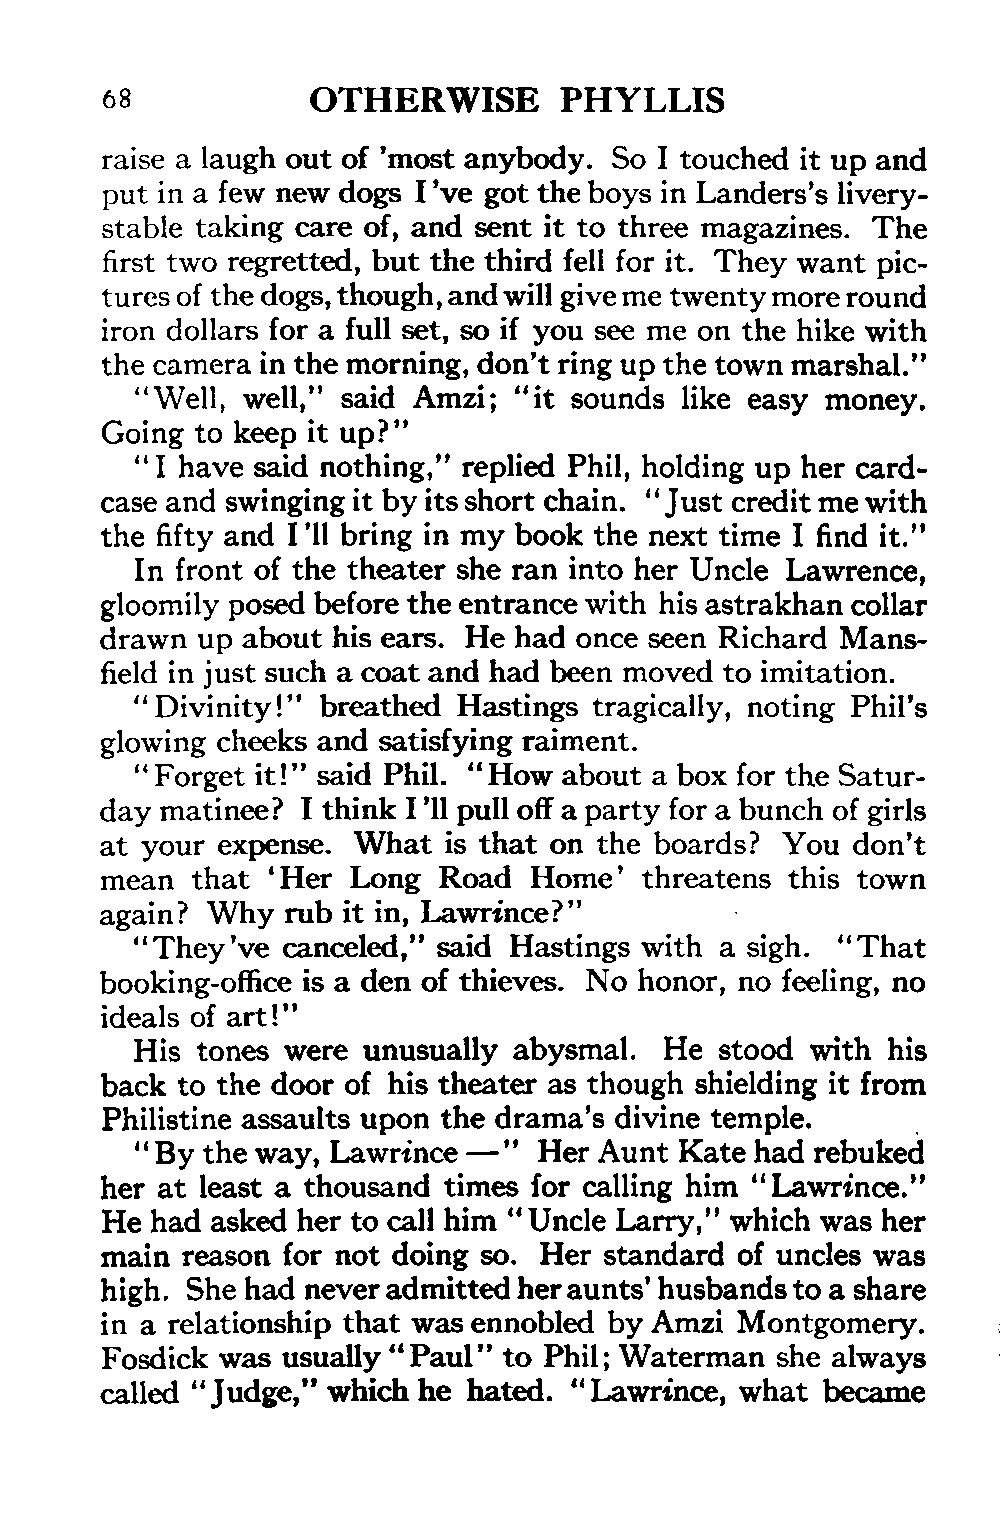 68 OTHERWISE PHYLLIS
raise a laugh out of 'most anybody. So I touched it up and
put in a few new dogs I've got the boys in Landers's livery-
stable taking care of, and sent it to three magazines. The
first two regretted, but the third fell for it. They want pic-
tures of the dogs, though, and will give me twenty more round
iron dollars for a full set, so if you see me on the hike with
the camera in the morning, don't ring up the town marshal."
"Well, well," said Amzi; "it sounds like easy money.
Going to keep it up?"
"I have said nothing," replied Phil, holding up her card-
case and swinging it by its short chain. "Just credit me with
the fifty and I'll bring in my book the next time I find it."
In front of the theater she ran into her Uncle Lawrence,
gloomily posed before the entrance with his astrakhan collar
drawn up about his ears. He had once seen Richard Mans-
field in just such a coat and had been moved to imitation.
"Divinity!" breathed Hastings tragically, noting Phil's
glowing cheeks and satisfying raiment.
"Forget it!" said Phil. "How about a box for the Satur-
day matinee? I think I'll pull off a party for a bunch of girls
at your expense. What is that on the boards? You don't
mean that 'Her Long Road Home' threatens this town
again? Why rub it in, Lawrince?"
"They've canceled," said Hastings with a sigh. "That
booking-office is a den of thieves. No honor, no feeling, no
ideals of art!"
His tones were unusually abysmal. He stood with his
back to the door of his theater as though shielding it from
Philistine assaults upon the drama's divine temple.
"By the way, Lawrince —" Her Aunt Kate had rebuked
her at least a thousand times for calling him "Lawrince."
He had asked her to call him "Uncle Larry," which was her
main reason for not doing so. Her standard of uncles was
high. She had never admitted her aunts' husbands to a share
in a relationship that was ennobled by Amzi Montgomery.
Fosdick was usually "Paul" to Phil; Waterman she always
called "Judge," which he hated. "Lawrince, what became